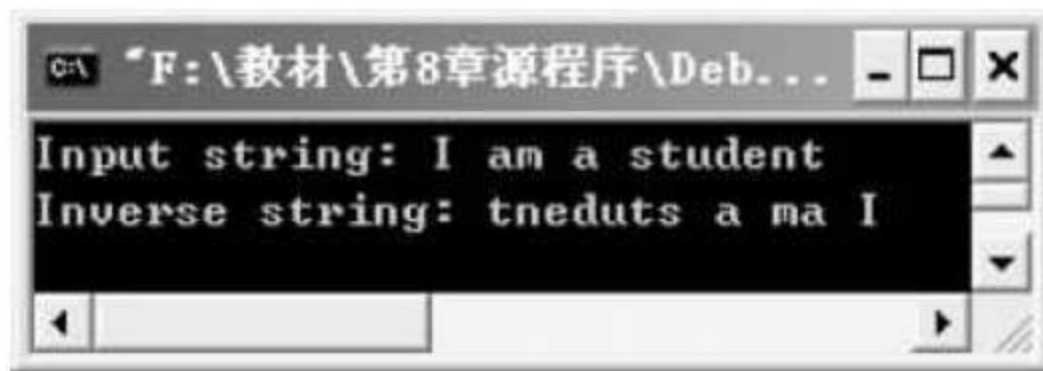 "F:\教材\第8章源程序\Deb...
Input string: I am a student
Inverse string: tneduts a ma I